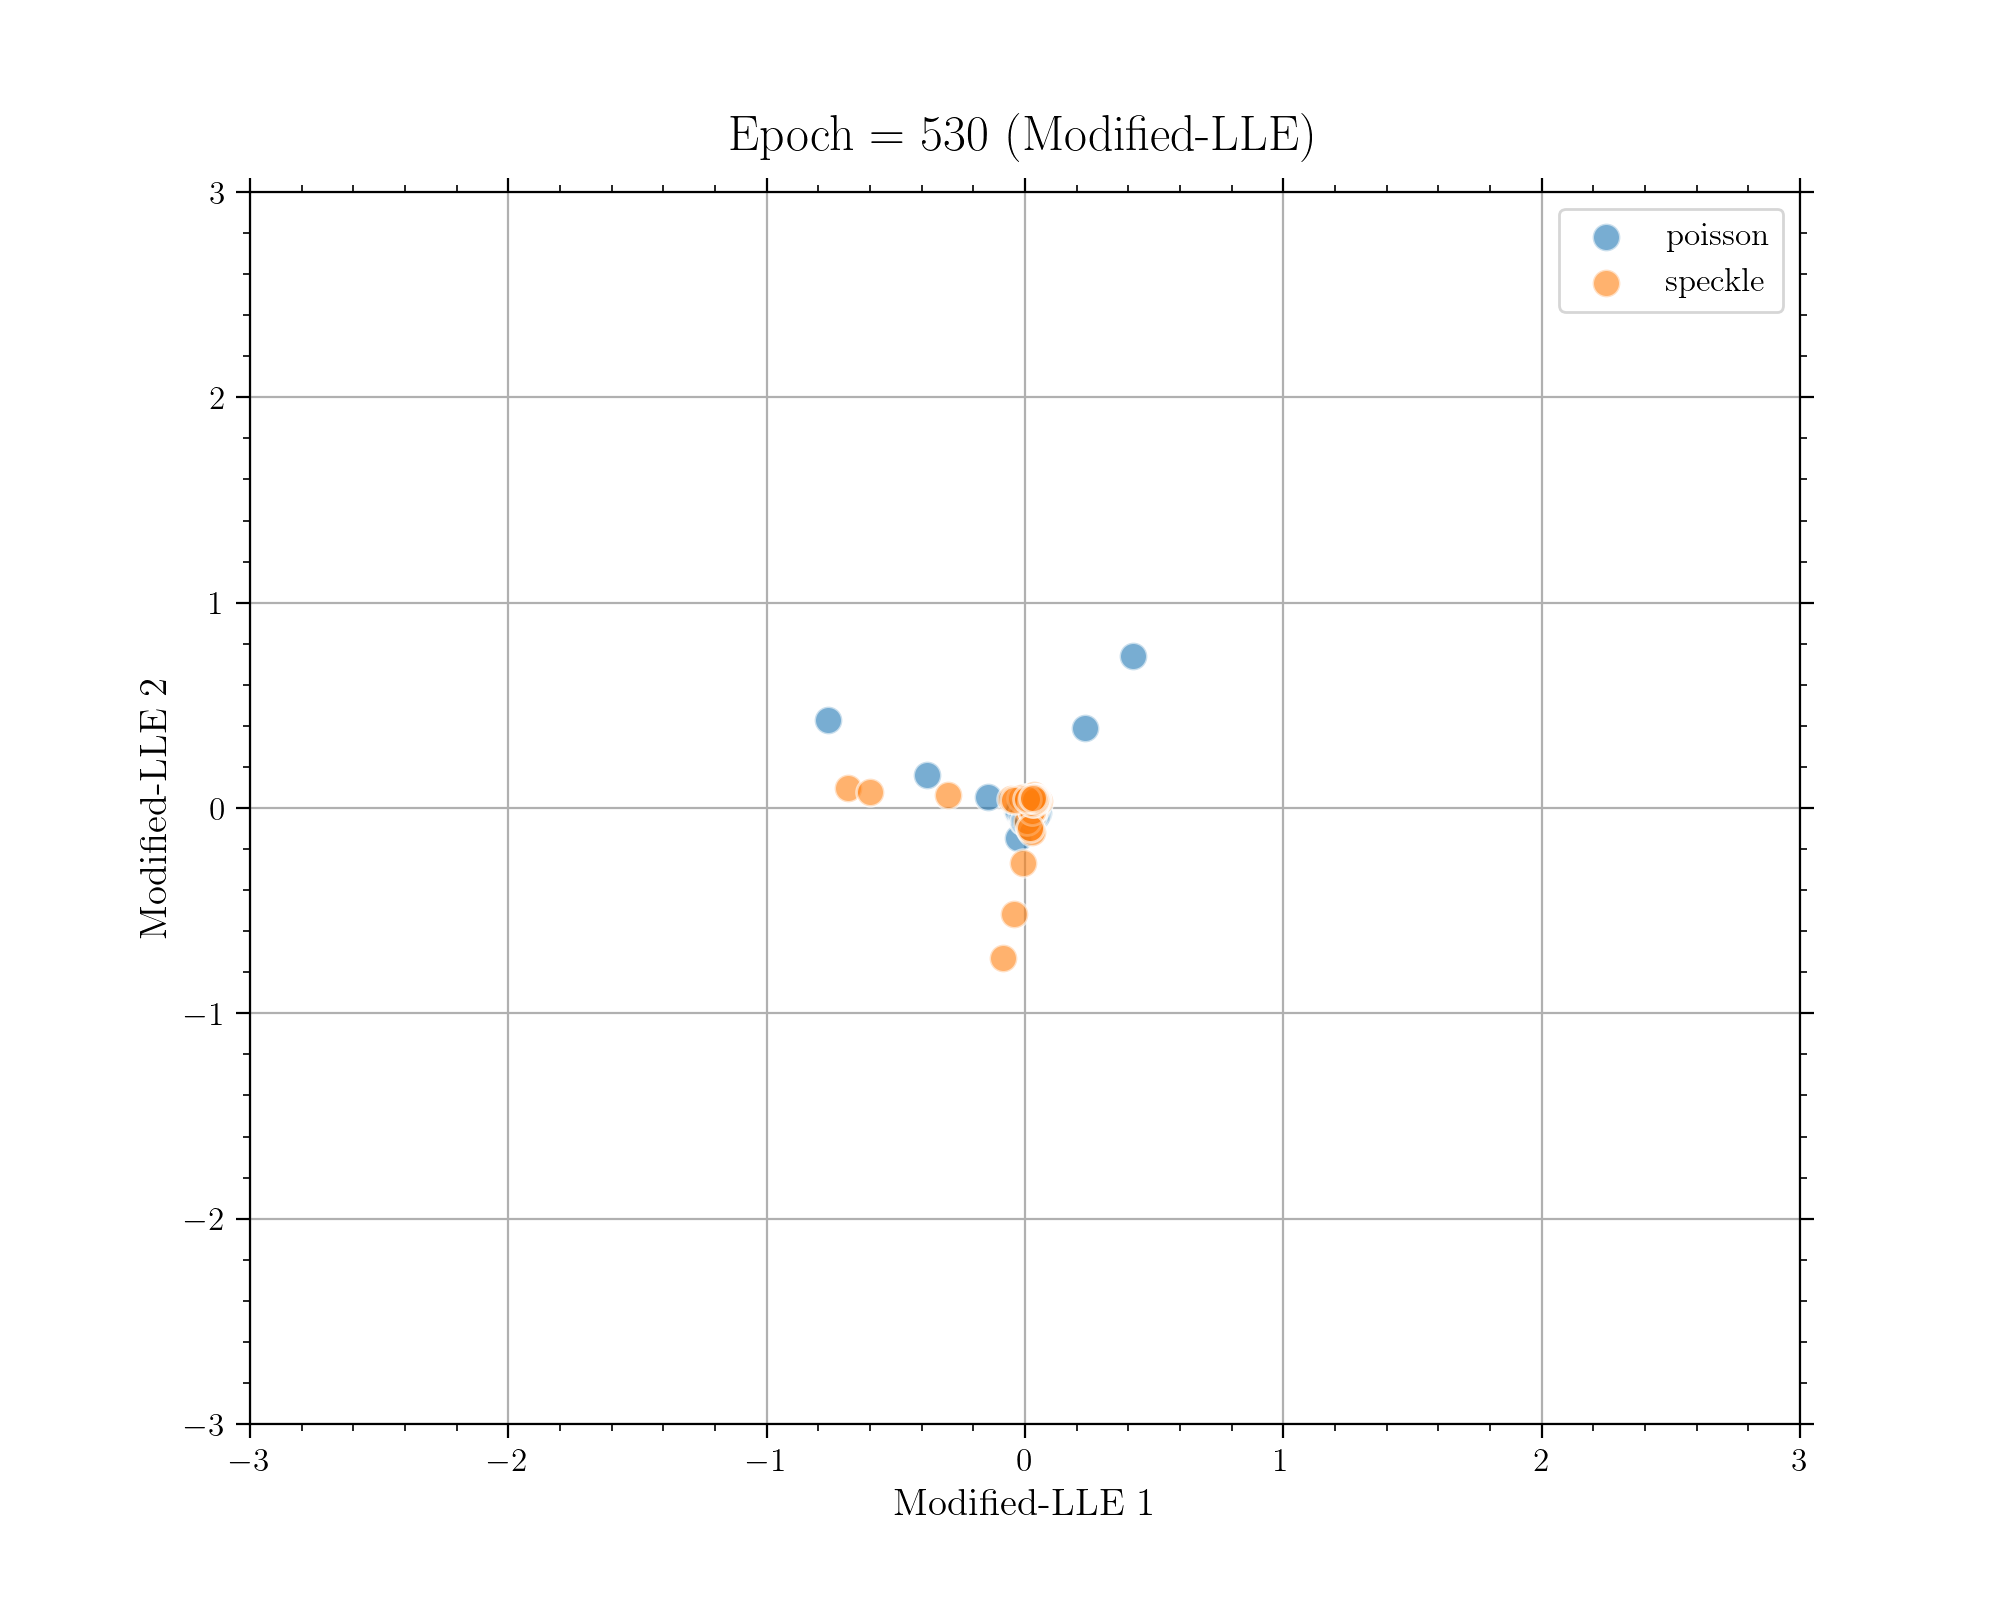 Epoch = 530 (Modified-LLE)
poisson
speckle
3
2
1
0
−1
−2
−3
Modified-LLE 2
−3
−2
−1
0
1
2
3
Modified-LLE 1